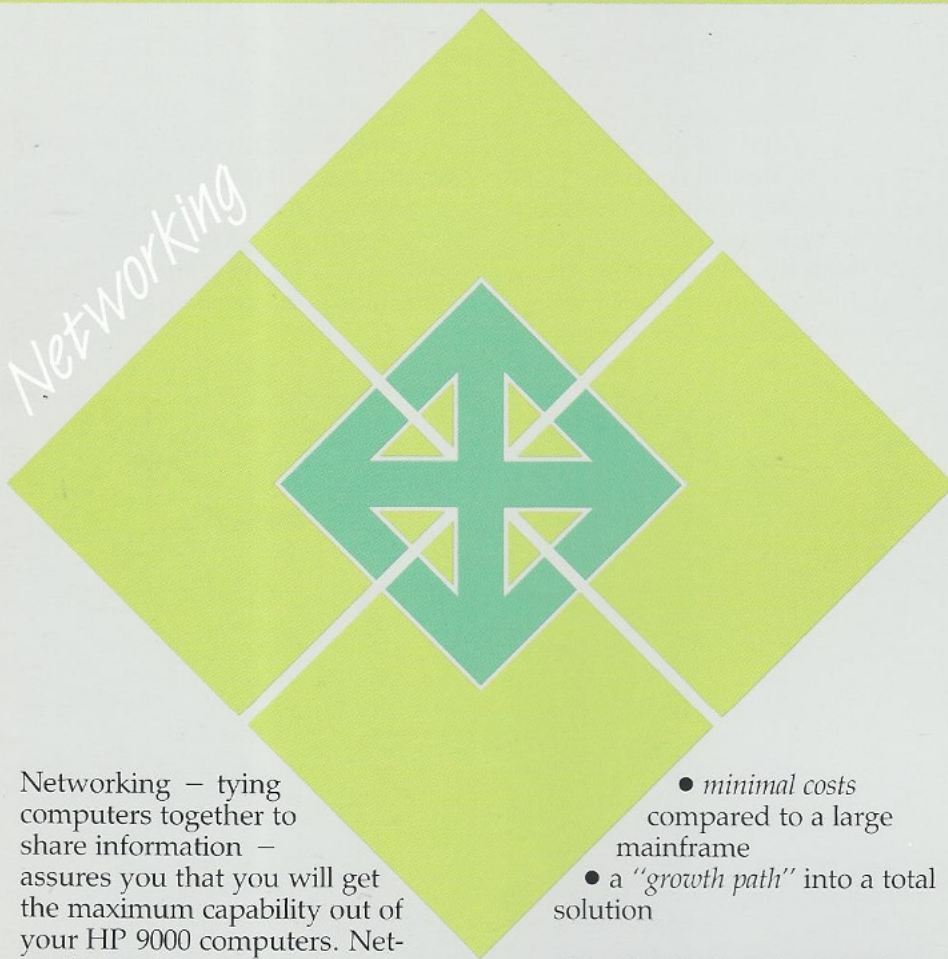 Networking
Networking – tying
computers together to
share information –
assures you that you will get
the maximum capability out of
your HP 9000 computers. Net-
● minimal costs
compared to a large
mainframe
● a "growth path" into a total
solution